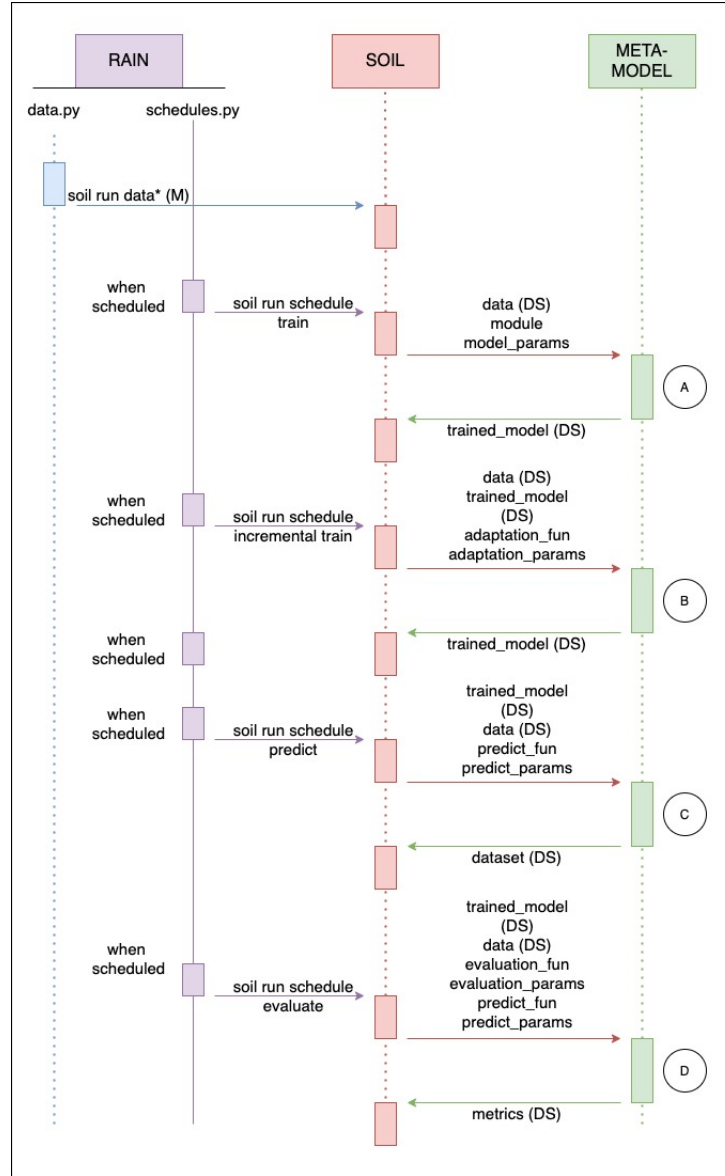 RAIN
SOIL
META-
MODEL
data.py
schedules.py
soil run data* (M)
when
scheduled
soil run schedule
train
data (DS)
module
model_params
A
trained_model (DS)
when
scheduled
soil run schedule
incremental train
data (DS)
trained_model
(DS)
adaptation_fun
adaptation_params
B
trained_model (DS)
when
scheduled
when
scheduled
soil run schedule
predict
trained_model
(DS)
data (DS)
predict_fun
predict_params
C
dataset (DS)
when
scheduled
soil run schedule
evaluate
trained_model
(DS)
data (DS)
evaluation_fun
evaluation_params
predict_fun
predict_params
D
metrics (DS)